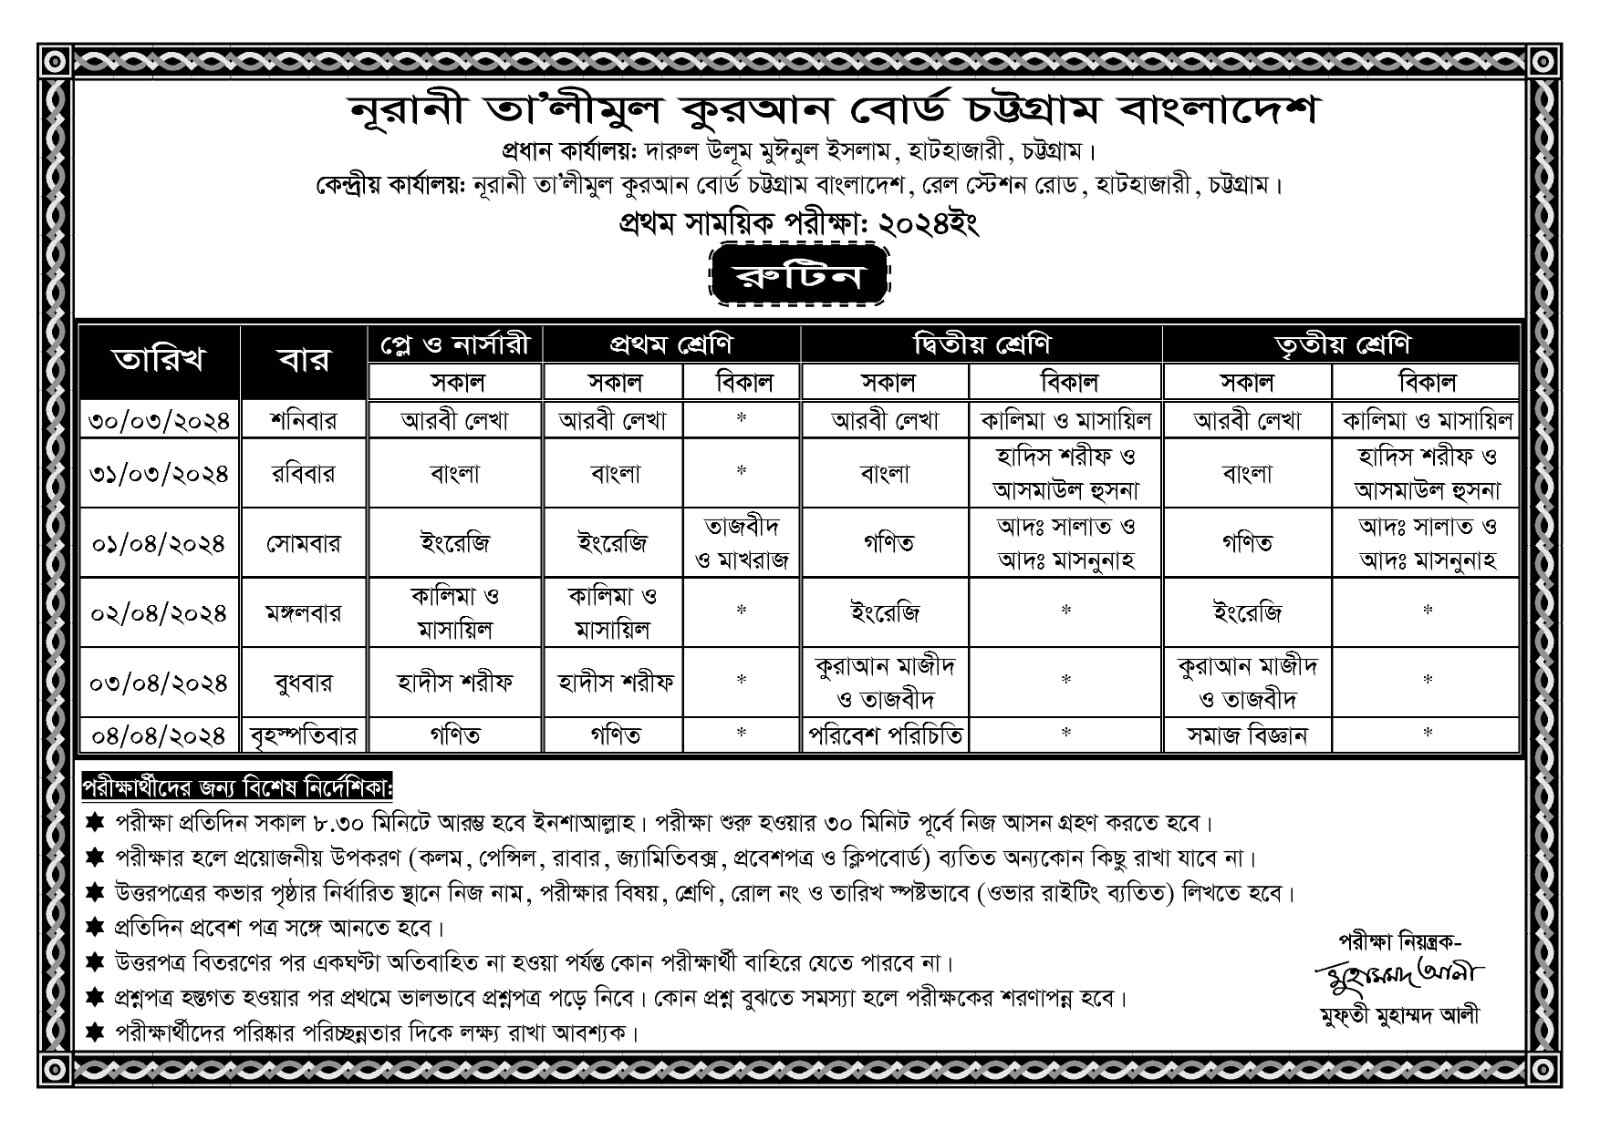 নূরানী তা'লীমুল কুরআন বোর্ড চট্টগ্রাম বাংলাদেশ
প্রধান কার্যালয়: দারুল উলূম মুঈনুল ইসলাম, হাটহাজারী, চট্টগ্রাম।
কেন্দ্রীয় কার্যালয়: নূরানী তা'লীমুল কুরআন বোর্ড চট্টগ্রাম বাংলাদেশ, রেল স্টেশন রোড, হাটহাজারী, চট্টগ্রাম।
প্রথম সাময়িক পরীক্ষা: ২০২৪ইং
রুটিন
তারিখ বার প্লে ও নার্সারী প্রথম শ্রেণি দ্বিতীয় শ্রেণি তৃতীয় শ্রেণি
সকাল সকাল বিকাল সকাল বিকাল সকাল বিকাল
৩০/০৩/২০২৪ শনিবার আরবী লেখা আরবী লেখা * আরবী লেখা কালিমা ও মাসায়িল আরবী লেখা কালিমা ও মাসায়িল
৩১/০৩/২০২৪ রবিবার বাংলা বাংলা * বাংলা হাদিস শরীফ ও আসমাউল হুসনা বাংলা হাদিস শরীফ ও আসমাউল হুসনা
০১/০৪/২০২৪ সোমবার ইংরেজি ইংরেজি তাজবীদ ও মাখরাজ গণিত আদঃ সালাত ও আদঃ মাসনুনাহ গণিত আদঃ সালাত ও আদঃ মাসনুনাহ
০২/০৪/২০২৪ মঙ্গলবার কালিমা ও মাসায়িল কালিমা ও মাসায়িল * ইংরেজি * ইংরেজি *
০৩/০৪/২০২৪ বুধবার হাদীস শরীফ হাদীস শরীফ * কুরাআন মাজীদ ও তাজবীদ * কুরাআন মাজীদ ও তাজবীদ *
০৪/০৪/২০২৪ বৃহস্পতিবার গণিত গণিত * পরিবেশ পরিচিতি * সমাজ বিজ্ঞান *
পরীক্ষার্থীদের জন্য বিশেষ নির্দেশিকা:
পরীক্ষা প্রতিদিন সকাল ৮.৩০ মিনিটে আরম্ভ হবে ইনশাআল্লাহ। পরীক্ষা শুরু হওয়ার ৩০ মিনিট পূর্বে নিজ আসন গ্রহণ করতে হবে।
পরীক্ষার হলে প্রয়োজনীয় উপকরণ (কলম, পেন্সিল, রাবার, জ্যামিতিবক্স, প্রবেশপত্র ও ক্লিপবোর্ড) ব্যতিত অন্যকোন কিছু রাখা যাবে না।
উত্তরপত্রের কভার পৃষ্ঠার নির্ধারিত স্থানে নিজ নাম, পরীক্ষার বিষয়, শ্রেণি, রোল নং ও তারিখ স্পষ্টভাবে (ওভার রাইটিং ব্যতিত) লিখতে হবে।
প্রতিদিন প্রবেশ পত্র সঙ্গে আনতে হবে।
উত্তরপত্র বিতরণের পর একঘণ্টা অতিবাহিত না হওয়া পর্যন্ত কোন পরীক্ষার্থী বাহিরে যেতে পারবে না।
প্রশ্নপত্র হস্তগত হওয়ার পর প্রথমে ভালভাবে প্রশ্নপত্র পড়ে নিবে। কোন প্রশ্ন বুঝতে সমস্যা হলে পরীক্ষকের শরণাপন্ন হবে।
পরীক্ষার্থীদের পরিষ্কার পরিচ্ছন্নতার দিকে লক্ষ্য রাখা আবশ্যক।
পরীক্ষা নিয়ন্ত্রক-
মুহাম্মদ আলী
মুফ্তী মুহাম্মদ আলী